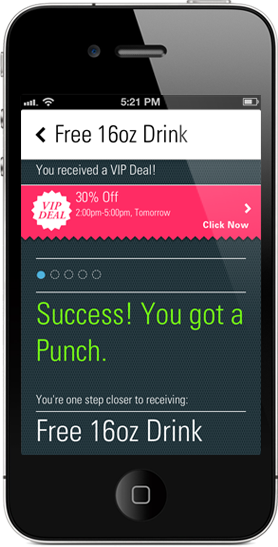 5:21 PM
Free 16oz Drink
You received a VIP Deal!
VIP
DEAL
30% Off
2:00pm-5:00pm, Tomorrow
Click Now
Success! You got a
Punch.
You're one step closer to receiving:
Free 16oz Drink